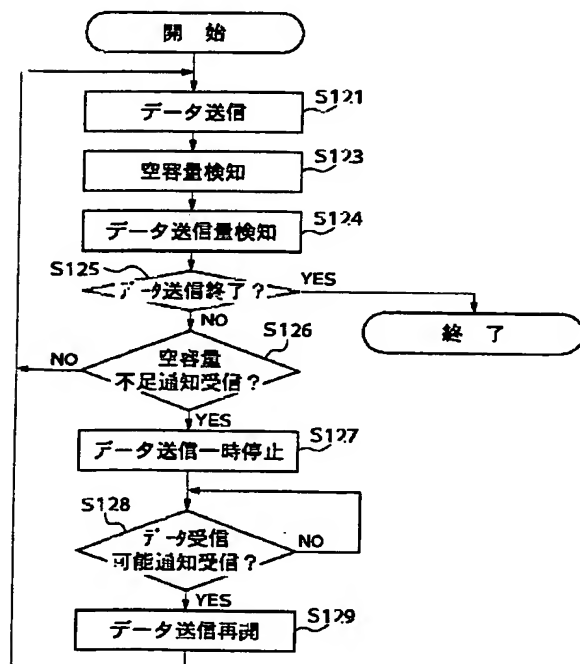 開 始
データ送信
S121
空容量検知
S123
データ送信量検知
S124
S125
データ送信終了？
YES
NO
終 了
S126
空容量
不足通知受信？
NO
YES
データ送信一時停止
S127
S128
データ受信
可能通知受信？
NO
YES
データ送信再開
S129